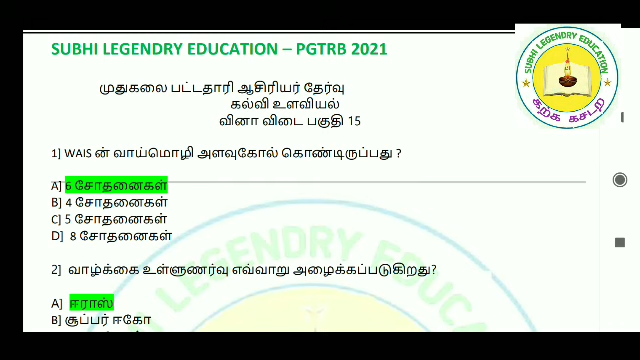 SUBHI LEGENDRY EDUCATION – PGTRB 2021
SUBHI LEGENDRY EDUCATION
கற்க கசடற
முதுகலை பட்டதாரி ஆசிரியர் தேர்வு
கல்வி உளவியல்
வினா விடை பகுதி 15
1] WAIS ன் வாய்மொழி அளவுகோல் கொண்டிருப்பது ?
A] 6 சோதனைகள்
B] 4 சோதனைகள்
C] 5 சோதனைகள்
D] 8 சோதனைகள்
2] வாழ்க்கை உள்ளுணர்வு எவ்வாறு அழைக்கப்படுகிறது?
A] ஈராஸ்
B] சூப்பர் ஈகோ
LEGENDRY EDUCA